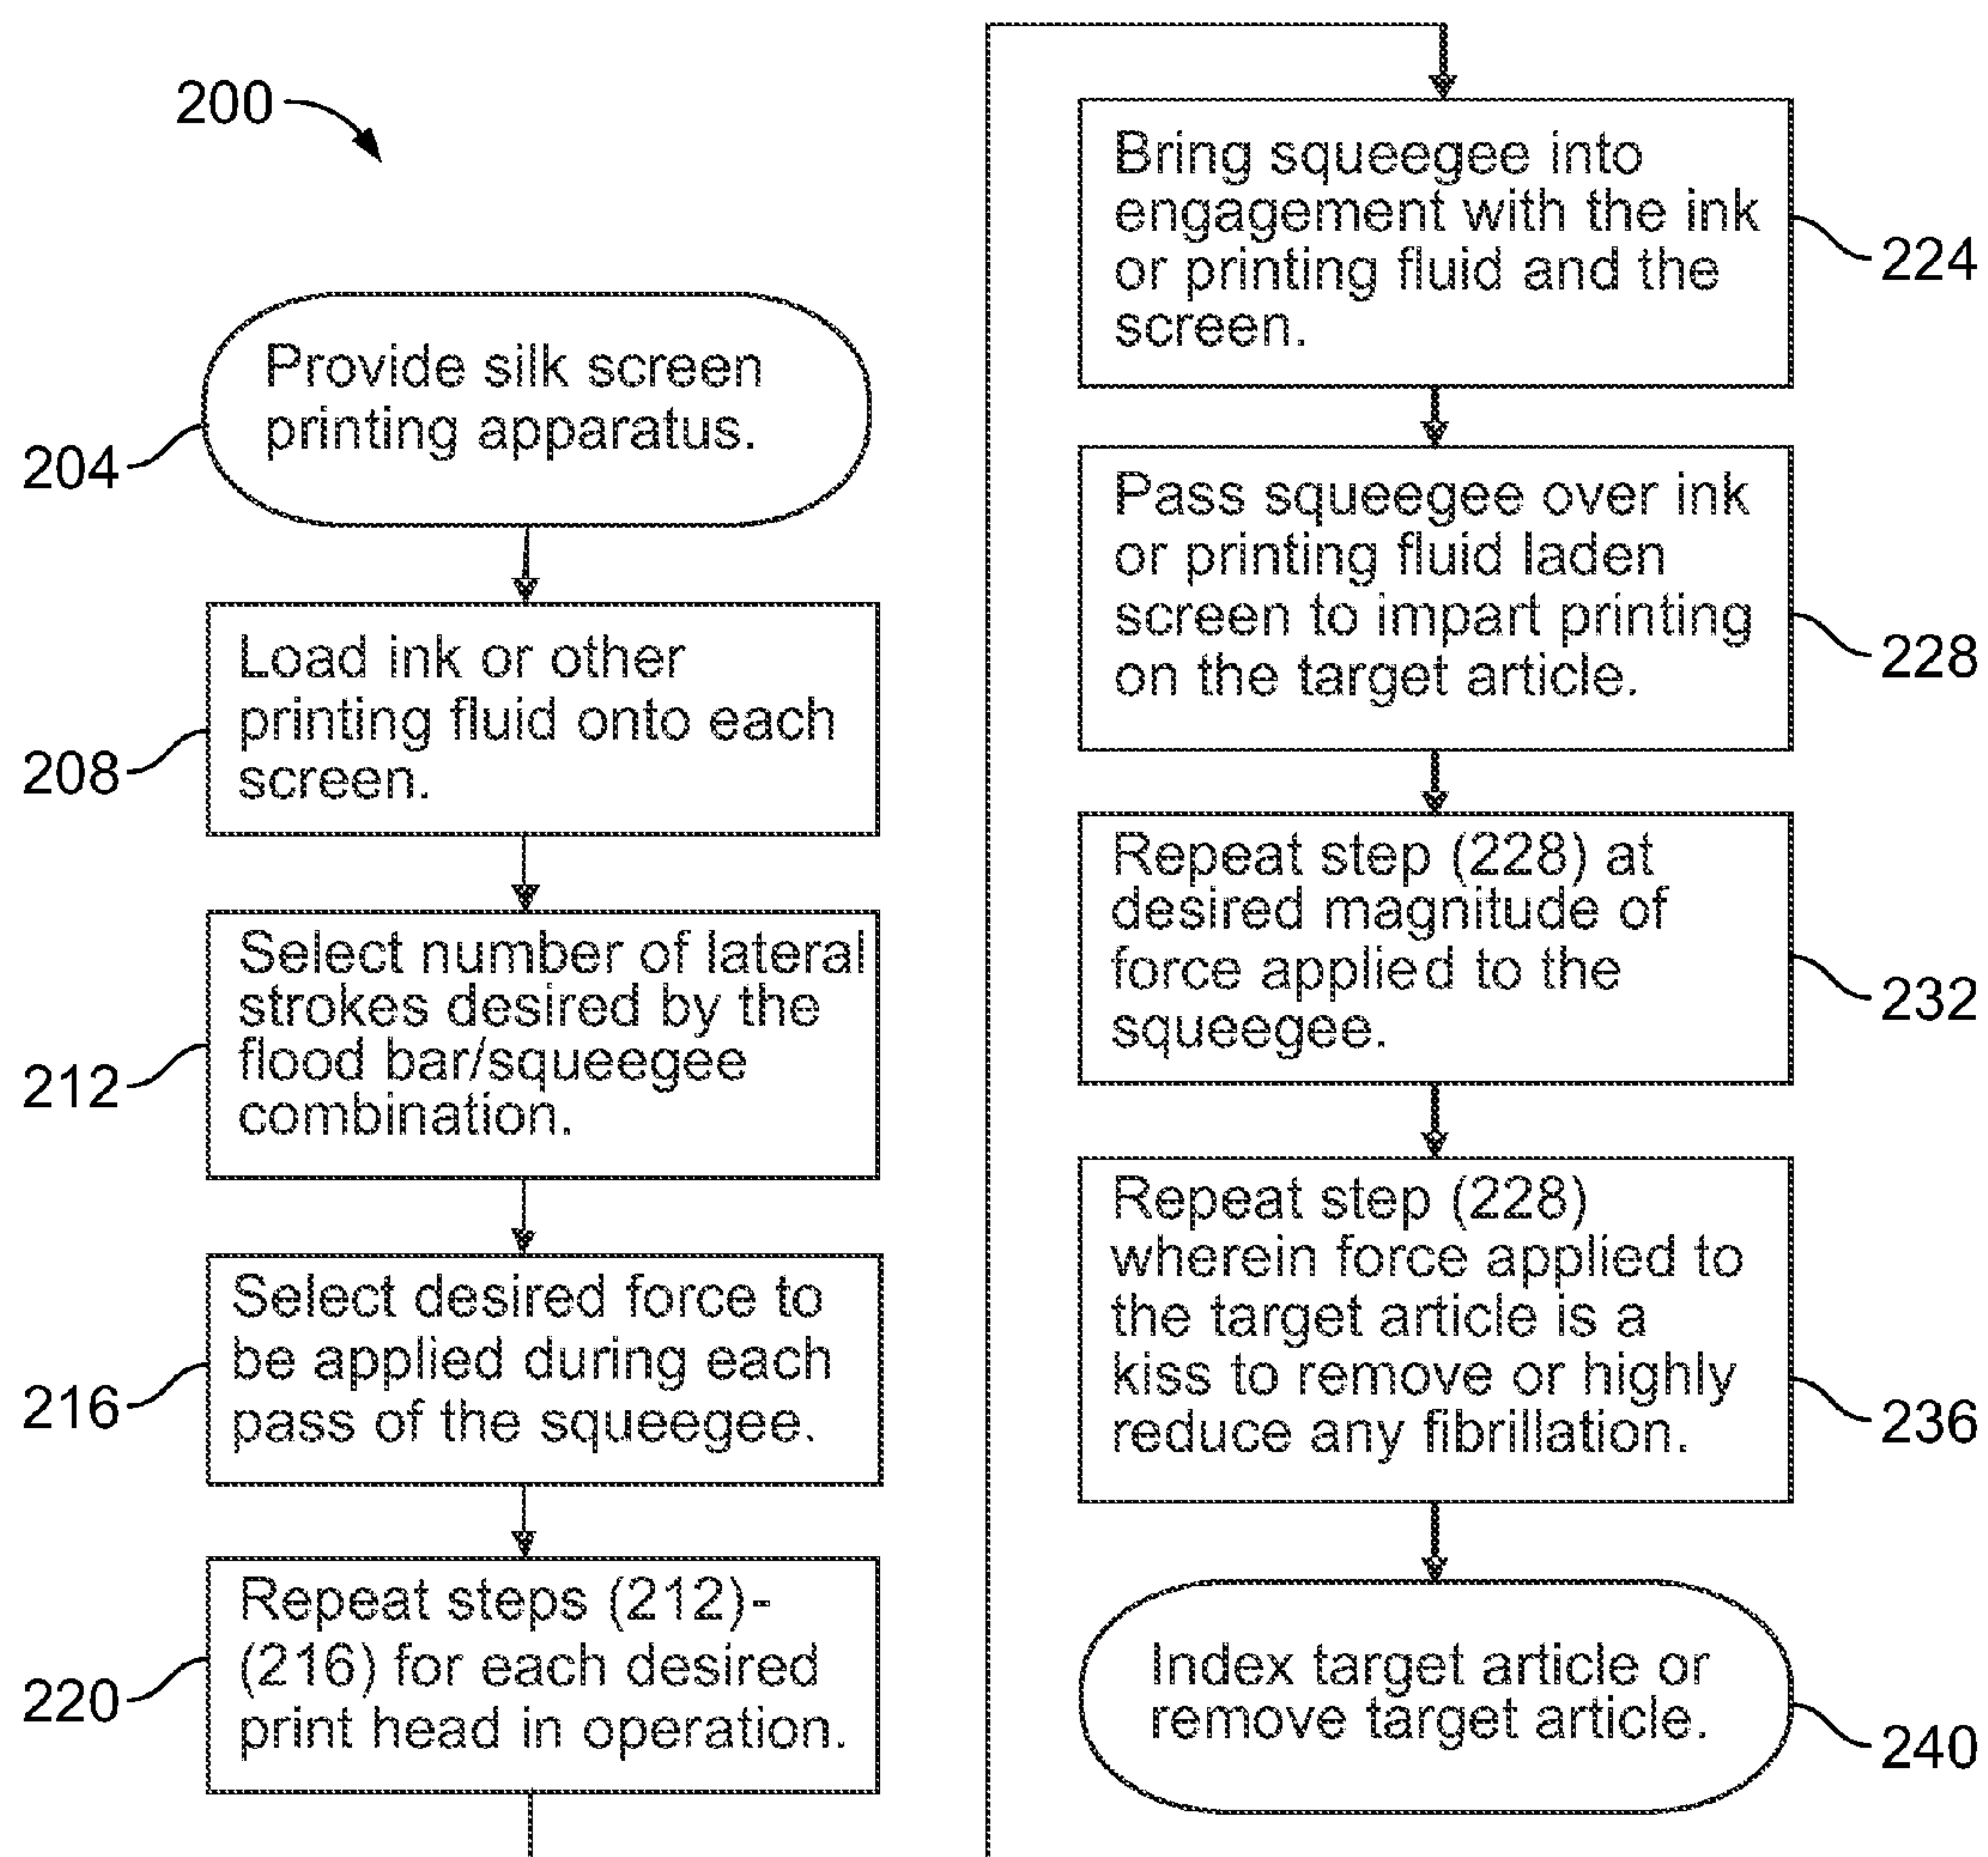 200
Provide silk screen
printing apparatus.
204
Load ink or other
printing fluid onto each
screen.
208
Select number of lateral
strokes desired by the
flood bar/squeegee
combination.
212
Select desired force to
be applied during each
pass of the squeegee.
216
Repeat steps (212)-
(216) for each desired
print head in operation.
220
Bring squeegee into
engagement with the ink
or printing fluid and the
screen.
224
Pass squeegee over ink
or printing fluid laden
screen to impart printing
on the target article.
228
Repeat step (228) at
desired magnitude of
force applied to the
squeegee.
232
Repeat step (228)
wherein force applied to
the target article is a
kiss to remove or highly
reduce any fibrillation.
236
Index target article or
remove target article.
240